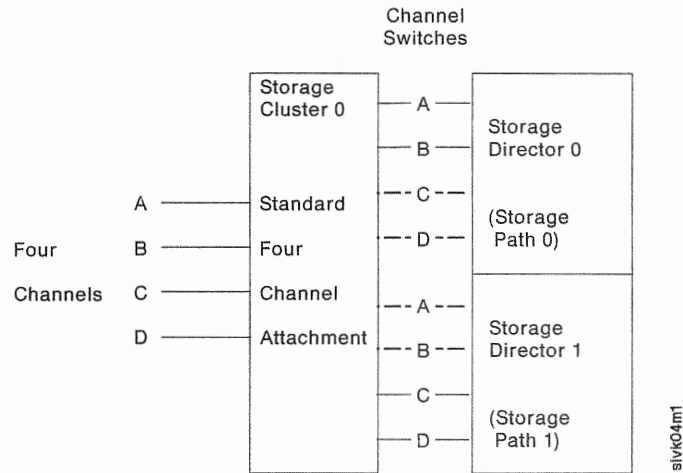 Channel
Switches
Storage
Cluster 0
A
Storage
Director 0
B
A
Standard
C
(Storage
Path 0)
Four
B
Four
D
Channels
C
Channel
A
Storage
Director 1
D
Attachment
B
C
(Storage
Path 1)
D
sivk04m1